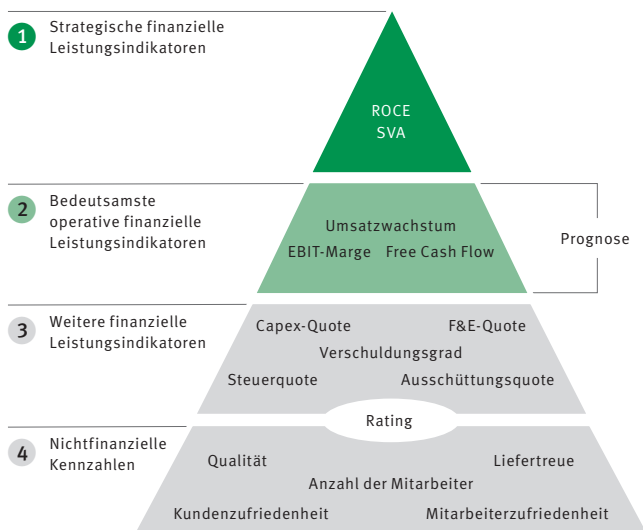 1 Strategische finanzielle
Leistungsindikatoren
ROCE
SVA
2 Bedeutsamste
operative finanzielle
Leistungsindikatoren
Umsatzwachstum
EBIT-Marge Free Cash Flow
Prognose
3 Weitere finanzielle
Leistungsindikatoren
Capex-Quote F&E-Quote
Verschuldungsgrad
Steuerquote Ausschüttungsquote
Rating
4 Nichtfinanzielle
Kennzahlen
Qualität Liefertreue
Anzahl der Mitarbeiter
Kundenzufriedenheit Mitarbeiterzufriedenheit